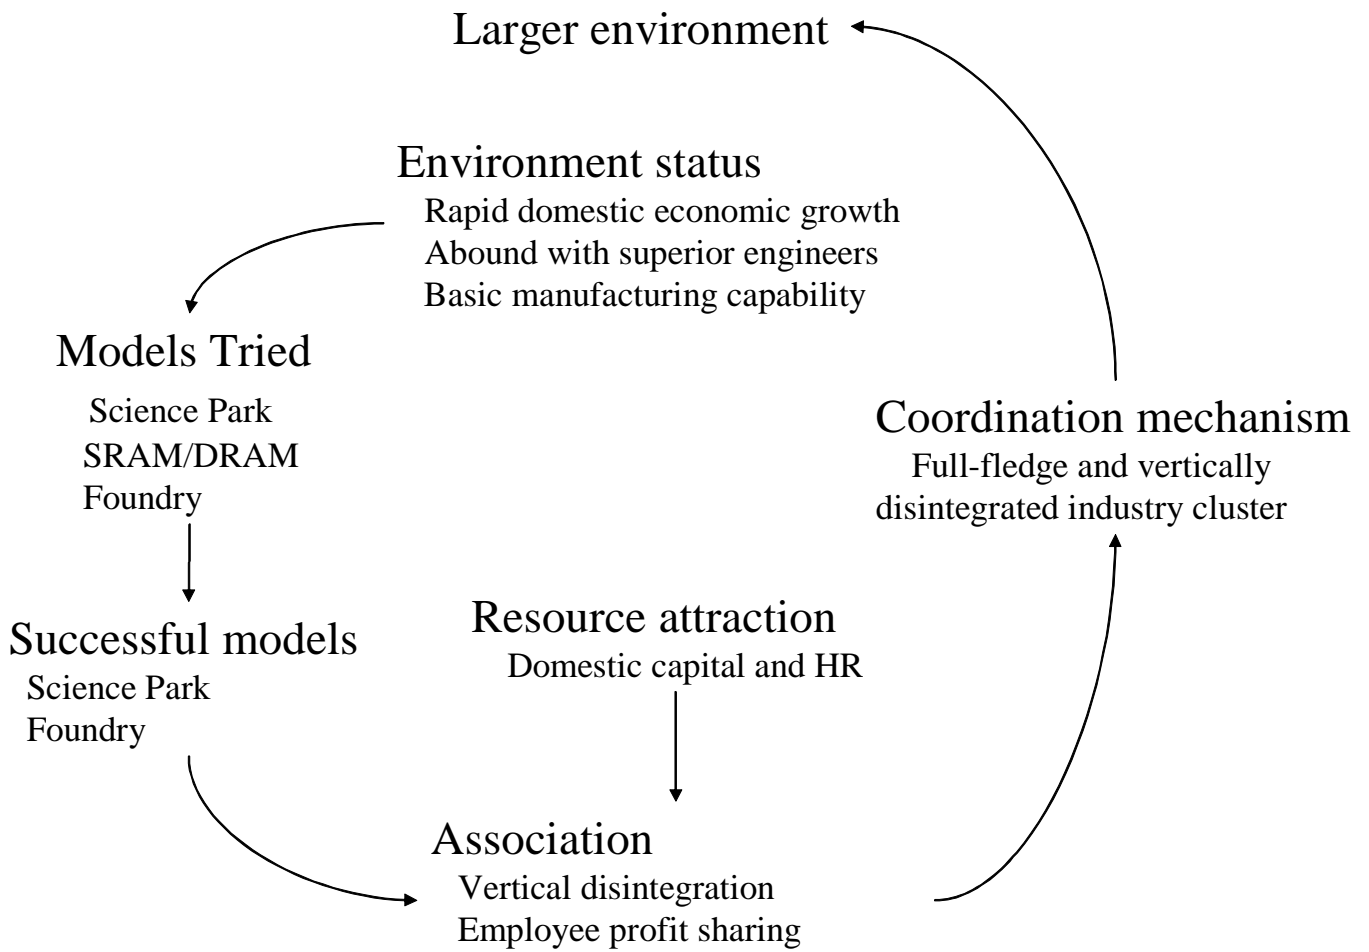 Larger environment
Environment status
Rapid domestic economic growth
Abound with superior engineers
Basic manufacturing capability
Models Tried
Science Park
SRAM/DRAM
Foundry
Coordination mechanism
Full-fledge and vertically
disintegrated industry cluster
Successful models
Science Park
Foundry
Resource attraction
Domestic capital and HR
Association
Vertical disintegration
Employee profit sharing